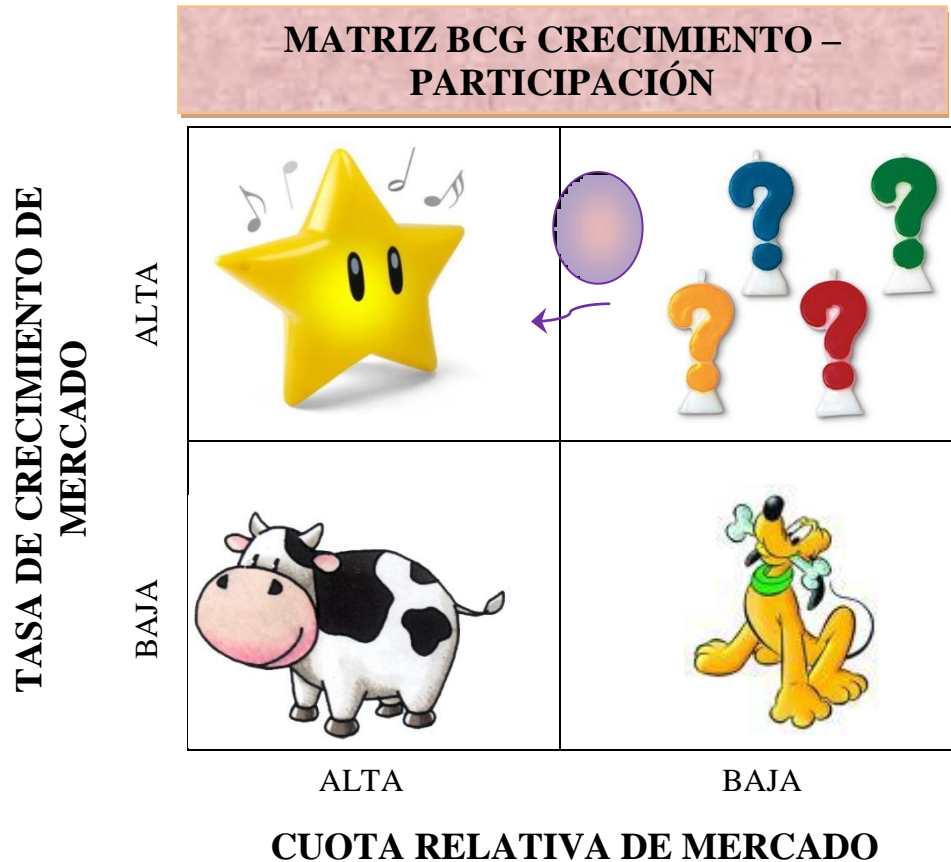 MATRIZ BCG CRECIMIENTO –
PARTICIPACIÓN
TASA DE CRECIMIENTO DE
MERCADO
ALTA
? ?
? ?
BAJA
ALTA BAJA
CUOTA RELATIVA DE MERCADO